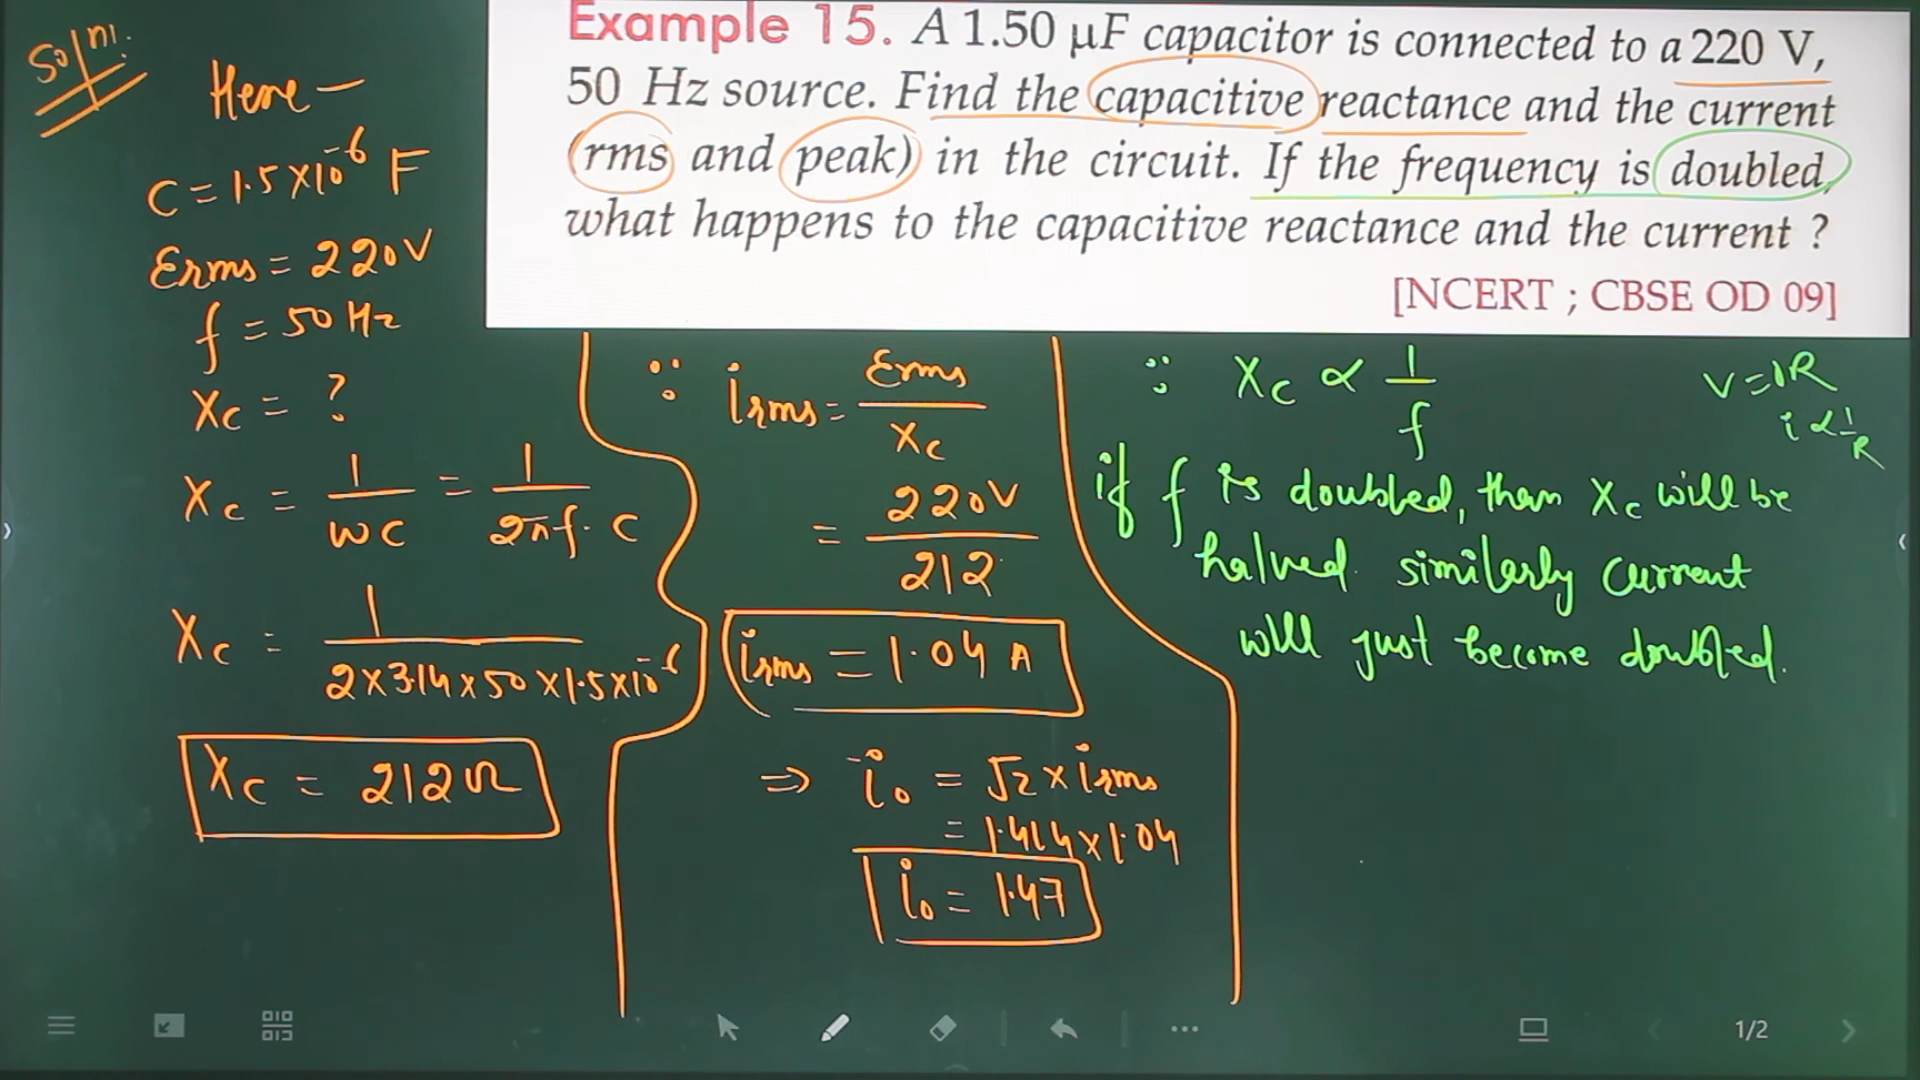 Example 15. A 1.50 μF capacitor is connected to a 220 V,
50 Hz source. Find the capacitive reactance and the current
(rms and peak) in the circuit. If the frequency is doubled,
what happens to the capacitive reactance and the current ?
[NCERT ; CBSE OD 09]
Soln.
Here –
C = 1.5 × 10⁻⁶ F
Erms = 220V
f = 50 Hz
Xc = ?
Xc = 1/ωC = 1/2πf · C
Xc = 1/2×3.14×50×1.5×10⁻⁶
Xc = 212Ω
∵ irms = Erms/Xc
= 220V/212
irms = 1.04 A
⇒ i₀ = √2 × irms
= 1.414×1.04
i₀ = 1.47
∵ Xc ∝ 1/f
V = iR
i ∝ 1/R
if f is doubled, then Xc will be
halved. similarly current
will just become doubled.
1/2